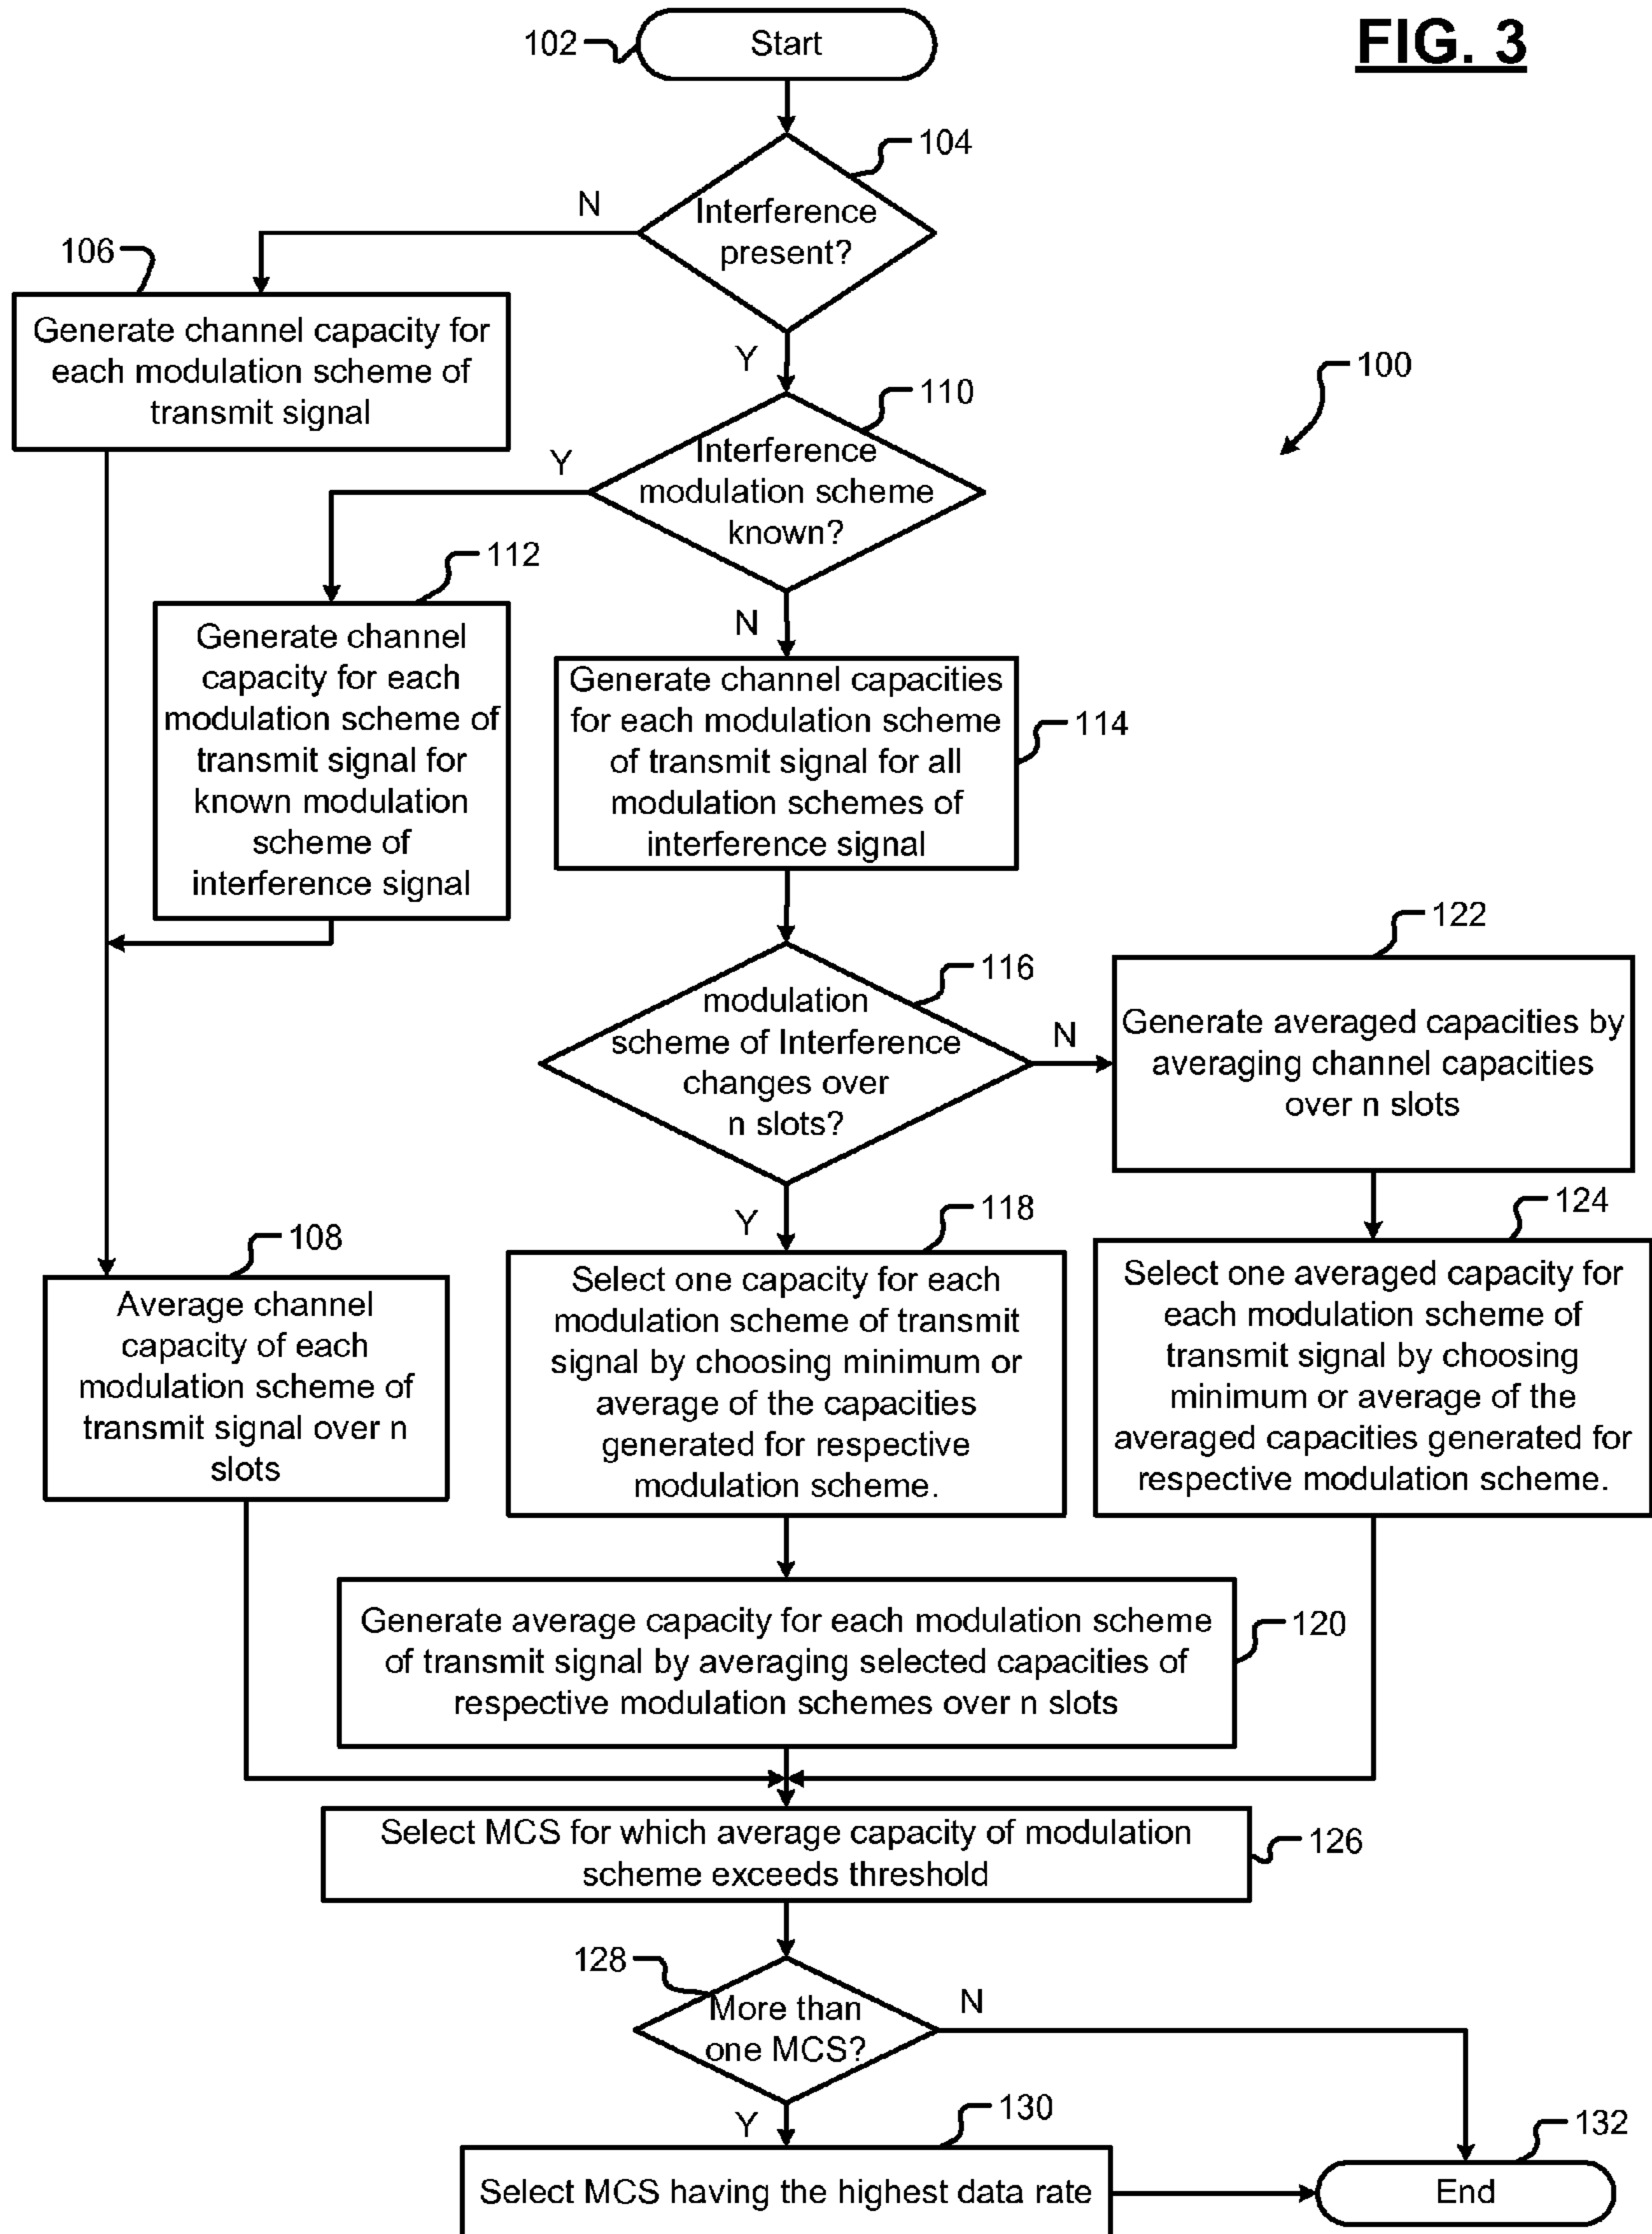 FIG. 3
102
Start
104
Interference
present?
N
Y
106
Generate channel capacity for
each modulation scheme of
transmit signal
100
110
Interference
modulation scheme
known?
Y
N
112
Generate channel
capacity for each
modulation scheme of
transmit signal for
known modulation
scheme of
interference signal
Generate channel capacities
for each modulation scheme
of transmit signal for all
modulation schemes of
interference signal
114
116
modulation
scheme of Interference
changes over
n slots?
N
Y
122
Generate averaged capacities by
averaging channel capacities
over n slots
108
Average channel
capacity of each
modulation scheme of
transmit signal over n
slots
118
Select one capacity for each
modulation scheme of transmit
signal by choosing minimum or
average of the capacities
generated for respective
modulation scheme.
124
Select one averaged capacity for
each modulation scheme of
transmit signal by choosing
minimum or average of the
averaged capacities generated for
respective modulation scheme.
Generate average capacity for each modulation scheme
of transmit signal by averaging selected capacities of
respective modulation schemes over n slots
120
Select MCS for which average capacity of modulation
scheme exceeds threshold
126
128
More than
one MCS?
N
Y
130
Select MCS having the highest data rate
132
End